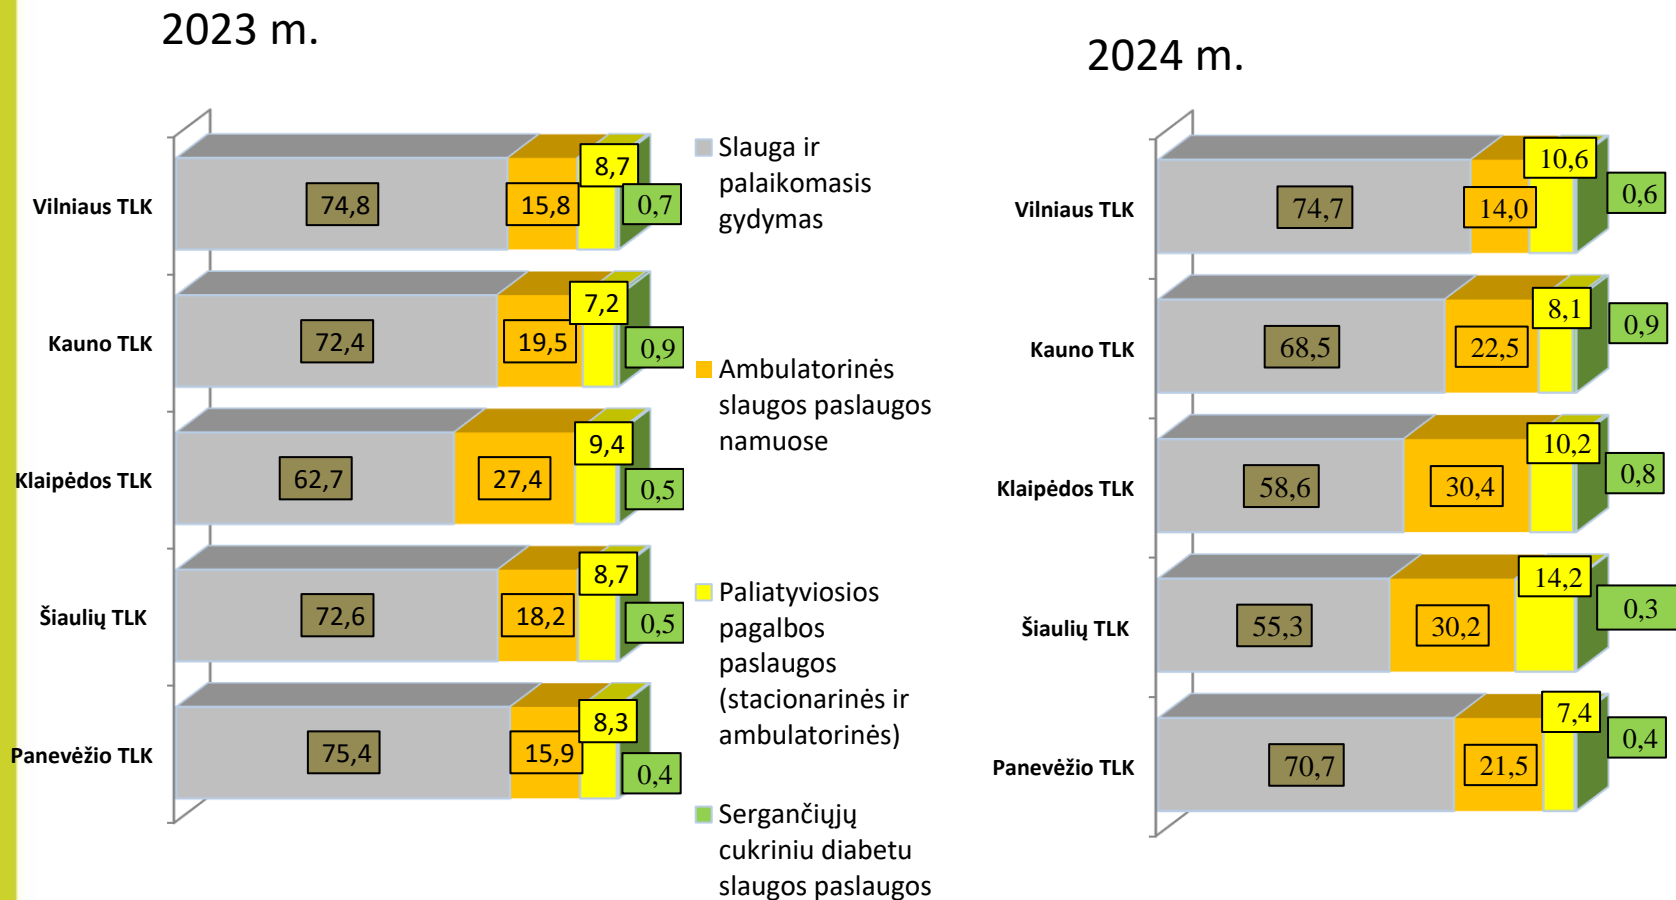 2023 m.
Vilniaus TLK
74,8
15,8
8,7
0,7
Kauno TLK
72,4
19,5
7,2
0,9
Klaipėdos TLK
62,7
27,4
9,4
0,5
Šiaulių TLK
72,6
18,2
8,7
0,5
Panevėžio TLK
75,4
15,9
8,3
0,4
Slauga ir
palaikomasis
gydymas
Ambulatorinės
slaugos paslaugos
namuose
Paliatyviosios
pagalbos
paslaugos
(stacionarinės ir
ambulatorinės)
Sergančiųjų
cukriniu diabetu
slaugos paslaugos
2024 m.
Vilniaus TLK
74,7
14,0
10,6
0,6
Kauno TLK
68,5
22,5
8,1
0,9
Klaipėdos TLK
58,6
30,4
10,2
0,8
Šiaulių TLK
55,3
30,2
14,2
0,3
Panevėžio TLK
70,7
21,5
7,4
0,4